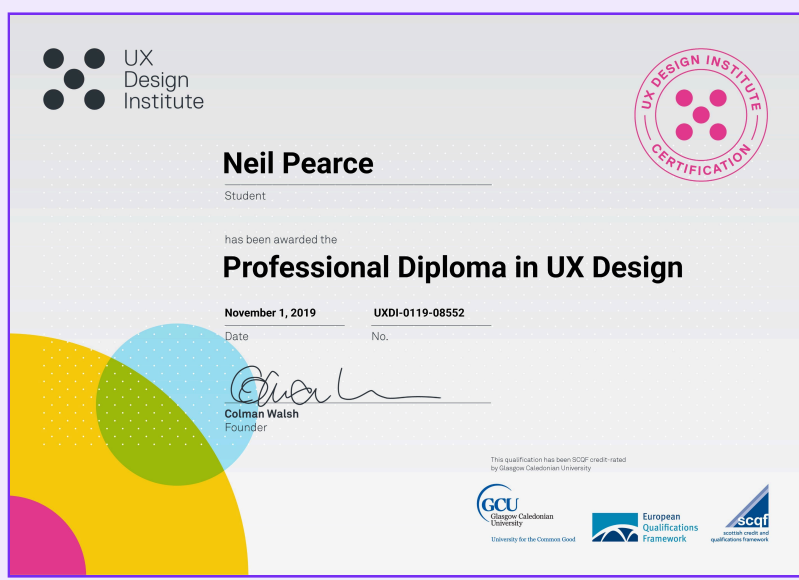 UX
Design
Institute
UX DESIGN INSTITUTE
CERTIFICATION
Neil Pearce
Student
has been awarded the
Professional Diploma in UX Design
November 1, 2019 UXDI-0119-08552
Date No.
Colman Walsh
Founder
This qualification has been SCQF credit-rated
by Glasgow Caledonian University
GCU
Glasgow Caledonian
University
University for the Common Good
European
Qualifications
Framework
scqf
scottish credit and
qualifications framework